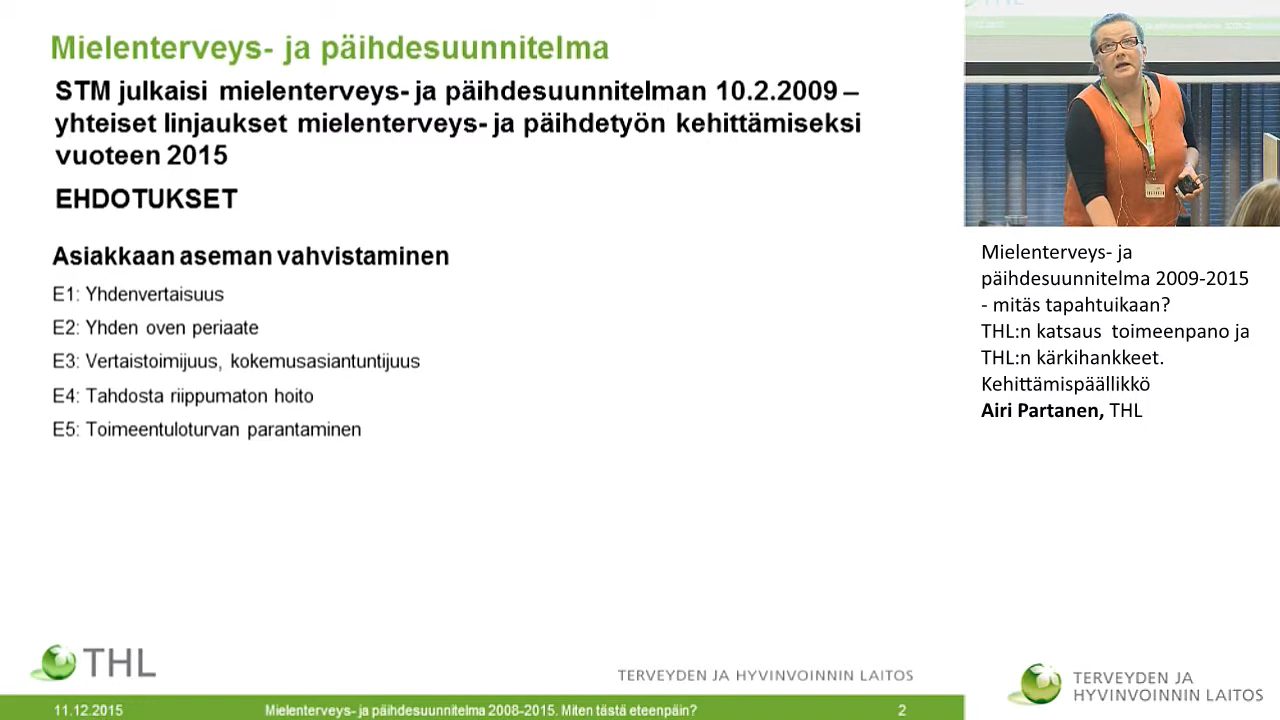 Mielenterveys- ja päihdesuunnitelma
STM julkaisi mielenterveys- ja päihdesuunnitelman 10.2.2009 –
yhteiset linjaukset mielenterveys- ja päihdetyön kehittämiseksi
vuoteen 2015
EHDOTUKSET
Asiakkaan aseman vahvistaminen
E1: Yhdenvertaisuus
E2: Yhden oven periaate
E3: Vertaistoimijuus, kokemusasiantuntijuus
E4: Tahdosta riippumaton hoito
E5: Toimeentuloturvan parantaminen
THL
TERVEYDEN JA HYVINVOINNIN LAITOS
11.12.2015
Mielenterveys- ja päihdesuunnitelma 2008-2015. Miten tästä eteenpäin?
2
THL
Mielenterveys- ja
päihdesuunnitelma 2009-2015
- mitäs tapahtuikaan?
THL:n katsaus toimeenpano ja
THL:n kärkihankkeet.
Kehittämispäällikkö
Airi Partanen, THL
TERVEYDEN JA
HYVINVOINNIN LAITOS